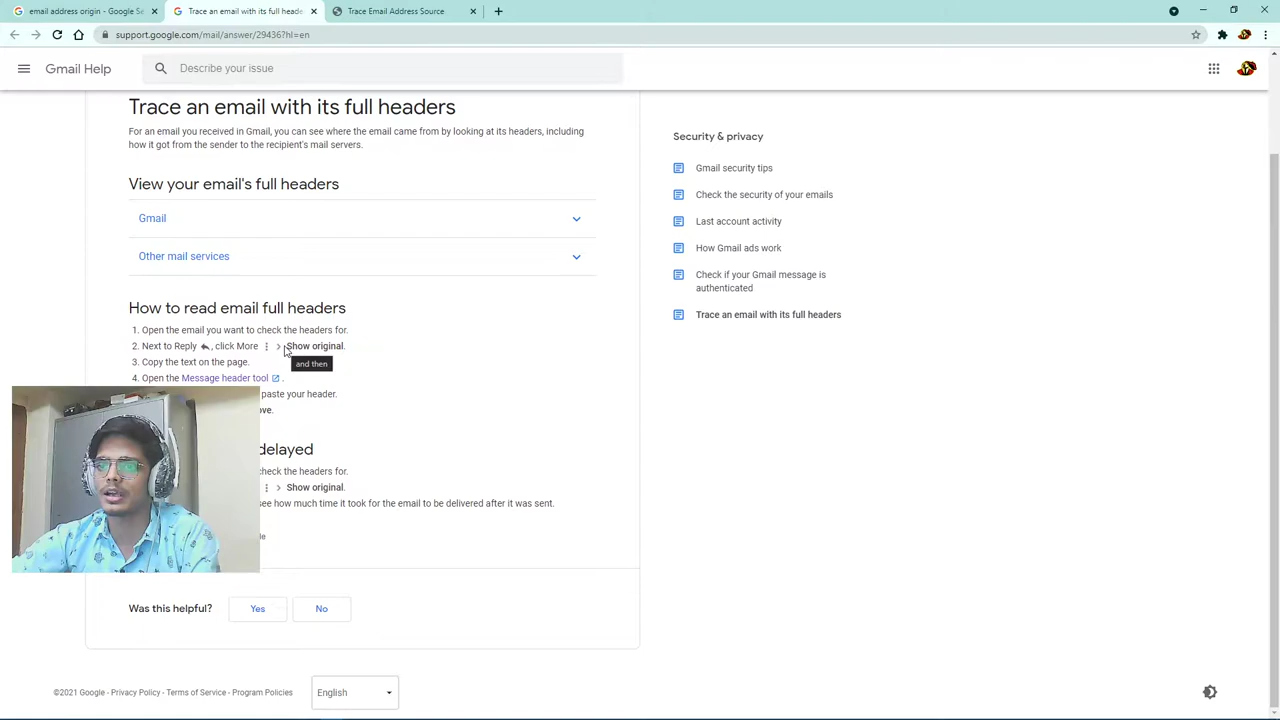 email address origin - Google Se
Trace an email with its full heade
Trace Email Address Source
support.google.com/mail/answer/29436?hl=en
Gmail Help
Describe your issue
Trace an email with its full headers
For an email you received in Gmail, you can see where the email came from by looking at its headers, including
how it got from the sender to the recipient's mail servers.
View your email's full headers
Gmail
Other mail services
How to read email full headers
1. Open the email you want to check the headers for.
2. Next to Reply , click More > Show original.
and then
3. Copy the text on the page.
4. Open the Message header tool .
paste your header.
ove.
delayed
check the headers for.
> Show original.
see how much time it took for the email to be delivered after it was sent.
le
Was this helpful?
Yes
No
Security & privacy
Gmail security tips
Check the security of your emails
Last account activity
How Gmail ads work
Check if your Gmail message is
authenticated
Trace an email with its full headers
©2021 Google - Privacy Policy - Terms of Service - Program Policies
English